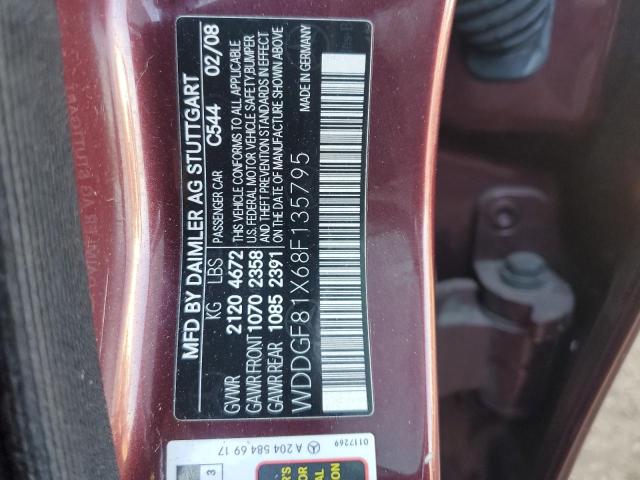 MFD BY DAIMLER AG STUTTGART
PASSENGER CAR C544 02/08
KG LBS THIS VEHICLE CONFORMS TO ALL APPLICABLE
GVWR 2120 4672 U.S. FEDERAL MOTOR VEHICLE SAFETY,BUMPER
GAWR FRONT 1070 2358 AND THEFT PREVENTION STANDARDS IN EFFECT
GAWR REAR 1085 2391 ON THE DATE OF MANUFACTURE SHOWN ABOVE
MADE IN GERMANY
WDDGF81X68F135795
0117269
A 204 584 69 17
3